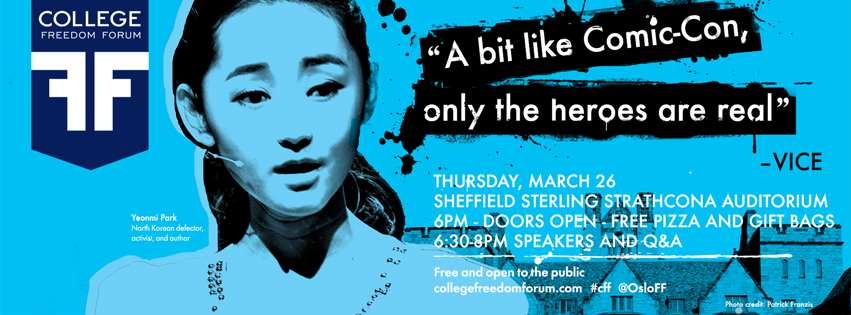 COLLEGE
FREEDOM FORUM
FF
“A bit like Comic-Con,
only the heroes are real”
–VICE
THURSDAY, MARCH 26
SHEFFIELD STERLING STRATHCONA AUDITORIUM
6PM - DOORS OPEN - FREE PIZZA AND GIFT BAGS
6:30-8PM SPEAKERS AND Q&A
Free and open to the public
collegefreedomforum.com #cff @OsloFF
Yeonmi Park
North Korean defector,
activist, and author
Photo credit: Patrick Franzis